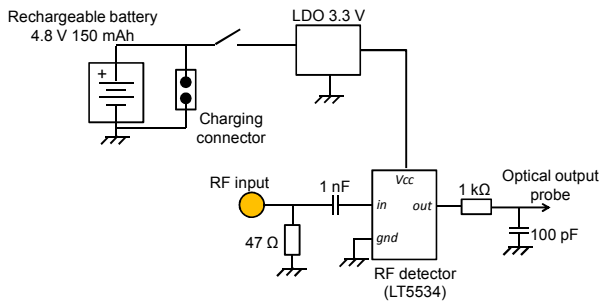 Rechargeable battery
4.8 V 150 mAh
LDO 3.3 V
+
Charging
connector
RF input
1 nF
Vcc
in
out
gnd
1 kΩ
Optical output
probe
47 Ω
100 pF
RF detector
(LT5534)